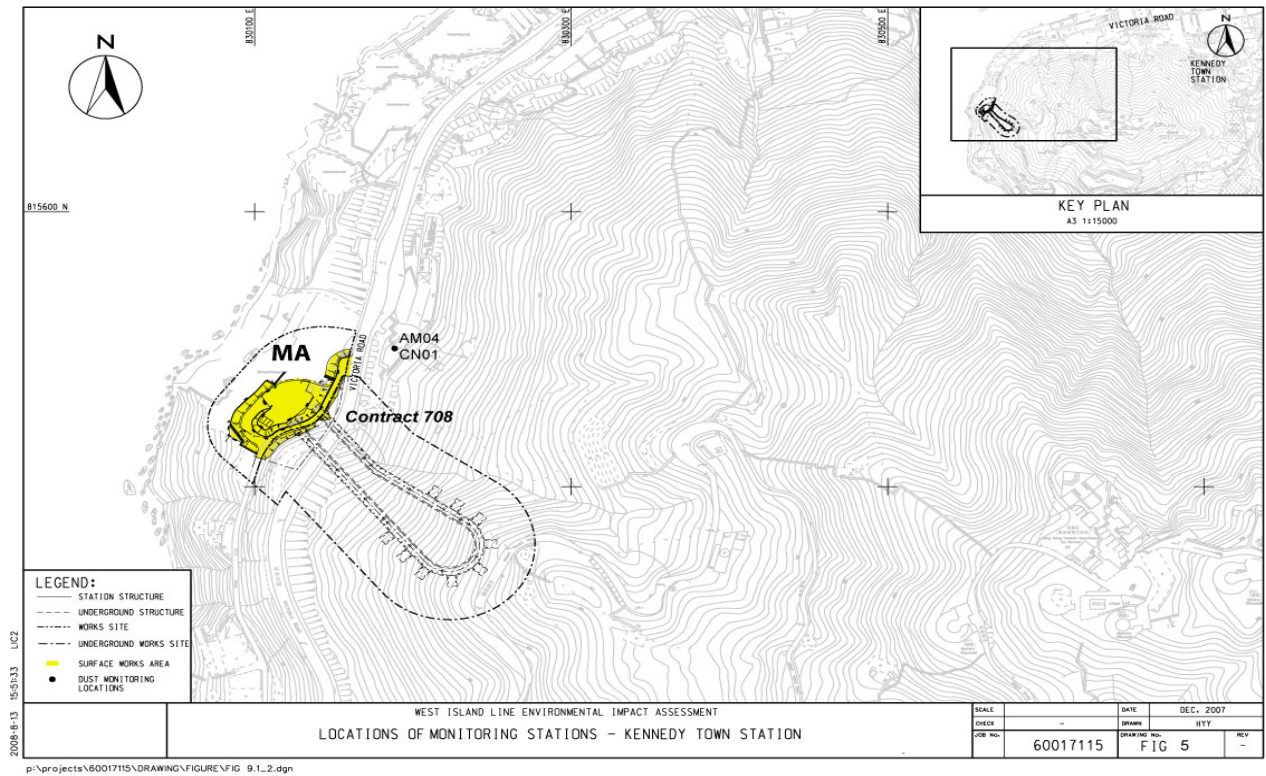 830100 E
830300 E
830500 E
N
VICTORIA ROAD
N
KENNEDY
TOWN
STATION
815600 N
KEY PLAN
A3 1:15000
MA
VICTORIA ROAD
AM04
CN01
Contract 708
LEGEND:
STATION STRUCTURE
UNDERGROUND STRUCTURE
WORKS SITE
UNDERGROUND WORKS SITE
SURFACE WORKS AREA
DUST MONITORING
LOCATIONS
2008-8-13 15:51:33 LIC2
WEST ISLAND LINE ENVIRONMENTAL IMPACT ASSESSMENT
LOCATIONS OF MONITORING STATIONS - KENNEDY TOWN STATION
SCALE
DATE DEC. 2007
CHECK - DRAWN HYY
JOB No. 60017115
DRAWING No. FIG 5
REV -
p:\projects\60017115\DRAWING\FIGURE\FIG 9.1_2.dgn